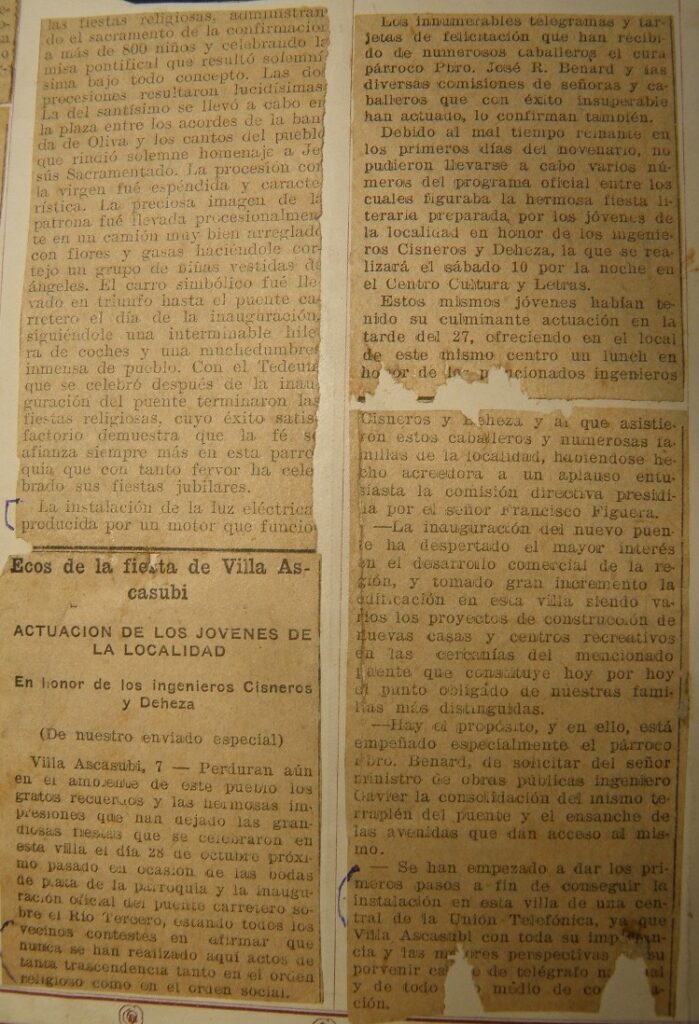 las fiestas religiosas, administran
do el sacramento de la confirmación
a más de 800 niños y celebrando la
misa pontifical que resultó solemní
sima bajo todo concepto. Las dos
procesiones resultaron lucidísimas
La del santísimo se llevó a cabo en
la plaza entre los acordes de la ban
da de Oliva y los cantos del pueblo
que rindió solemne homenaje a Je
sús Sacramentado. La procesión con
la virgen fué espéndida y caracte
rística. La preciosa imagen de la
patrona fué llevada procesionalmen
te en un camión muy bien arreglado
con flores y gasas haciéndole cor
tejo un grupo de niñas vestidas de
ángeles. El carro simbólico fué lle
vado en triunfo hasta el puente ca
rretero el día de la inauguración
siguiéndole una interminable hile
ra de coches y una muchedumbre
inmensa de pueblo. Con el Tedeum
que se celebró después de la inau
guración del puente terminaron las
fiestas religiosas, cuyo éxito satis
factorio demuestra que la fé se
afianza siempre más en esta parro
quia que con tanto fervor ha cele
brado sus fiestas jubilares.
La instalación de la luz eléctrica
producida por un motor que funcio
Ecos de la fiesta de Villa As-
casubi
ACTUACION DE LOS JOVENES DE
LA LOCALIDAD
En honor de los ingenieros Cisneros
y Deheza
(De nuestro enviado especial)
Villa Ascasubi, 7 — Perduran aún
en el ambiente de este pueblo los
gratos recuerdos y las hermosas im-
presiones que han dejado las gran-
diosas fiestas que se celebraron en
esta villa el día 28 de octubre próxi-
mo pasado en ocasión de las bodas
de plata de la parroquia y la inaugu-
ración oficial del puente carretero so-
bre el Río Tercero, estando todos los
vecinos contestes en afirmar que
nunca se han realizado aquí actos de
tanta trascendencia tanto en el orden
religioso como en el orden social.
Los innumerables telegramas y tar-
jetas de felicitación que han recibi-
do de numerosos caballeros el cura
párroco Pbro. José R. Benard y las
diversas comisiones de señoras y ca-
balleros que con éxito insuperable
han actuado, lo confirman también.
Debido al mal tiempo reinante en
los primeros días del novenario, no
pudieron llevarse a cabo varios nú-
meros del programa oficial entre los
cuales figuraba la hermosa fiesta li-
teraria preparada por los jóvenes de
la localidad en honor de los ingenie-
ros Cisneros y Deheza, la que se rea-
lizará el sábado 10 por la noche en
el Centro Cultura y Letras.
Estos mismos jóvenes habían te-
nido su culminante actuación en la
tarde del 27, ofreciendo en el local
de este mismo centro un lunch en
honor de los mencionados ingenieros
Cisneros y Deheza y al que asistie-
ron estos caballeros y numerosas fa-
milias de la localidad, habiéndose he-
cho acreedora a un aplauso entu-
siasta la comisión directiva presidi-
da por el señor Francisco Figuera.
—La inauguración del nuevo puen-
te ha despertado el mayor interés
en el desarrollo comercial de la re-
gión, y tomado gran incremento la
edificación en esta villa siendo va-
rios los proyectos de construcción de
nuevas casas y centros recreativos
en las cercanías del mencionado
puente que constituye hoy por hoy
el punto obligado de nuestras fami-
lias más distinguidas.
—Hay el propósito, y en ello, está
empeñado especialmente el párroco
Pbro. Benard, de solicitar del señor
ministro de obras públicas ingeniero
Gavier la consolidación del mismo te-
rraplén del puente y el ensanche de
las avenidas que dan acceso al mis-
mo.
— Se han empezado a dar los pri-
meros pasos a fin de conseguir la
instalación en esta villa de una cen-
tral de la Unión Telefónica, ya que
Villa Ascasubi con toda su
cia y las mejores perspectivas su
porvenir de telégrafo
y de todo medio de
ción.